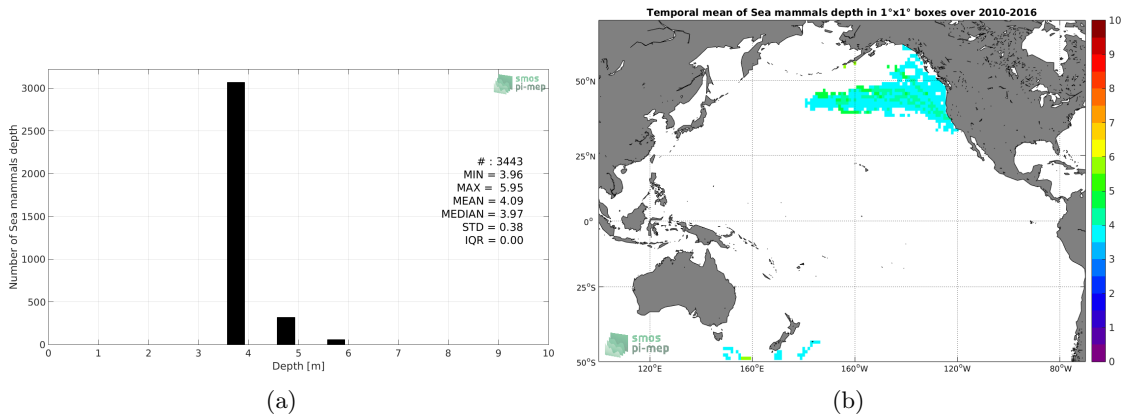 smos
pi-mep
3000
2500
2000
1500
1000
500
0
Number of Sea mammals depth
# : 3443
MIN = 3.96
MAX = 5.95
MEAN = 4.09
MEDIAN = 3.97
STD = 0.38
IQR = 0.00
0 1 2 3 4 5 6 7 8 9 10
Depth [m]
(a)
Temporal mean of Sea mammals depth in 1°x1° boxes over 2010-2016
50°N
25°N
0°
25°S
50°S
smos
pi-mep
120°E 160°E 160°W 120°W 80°W
10
9
8
7
6
5
4
3
2
1
0
(b)